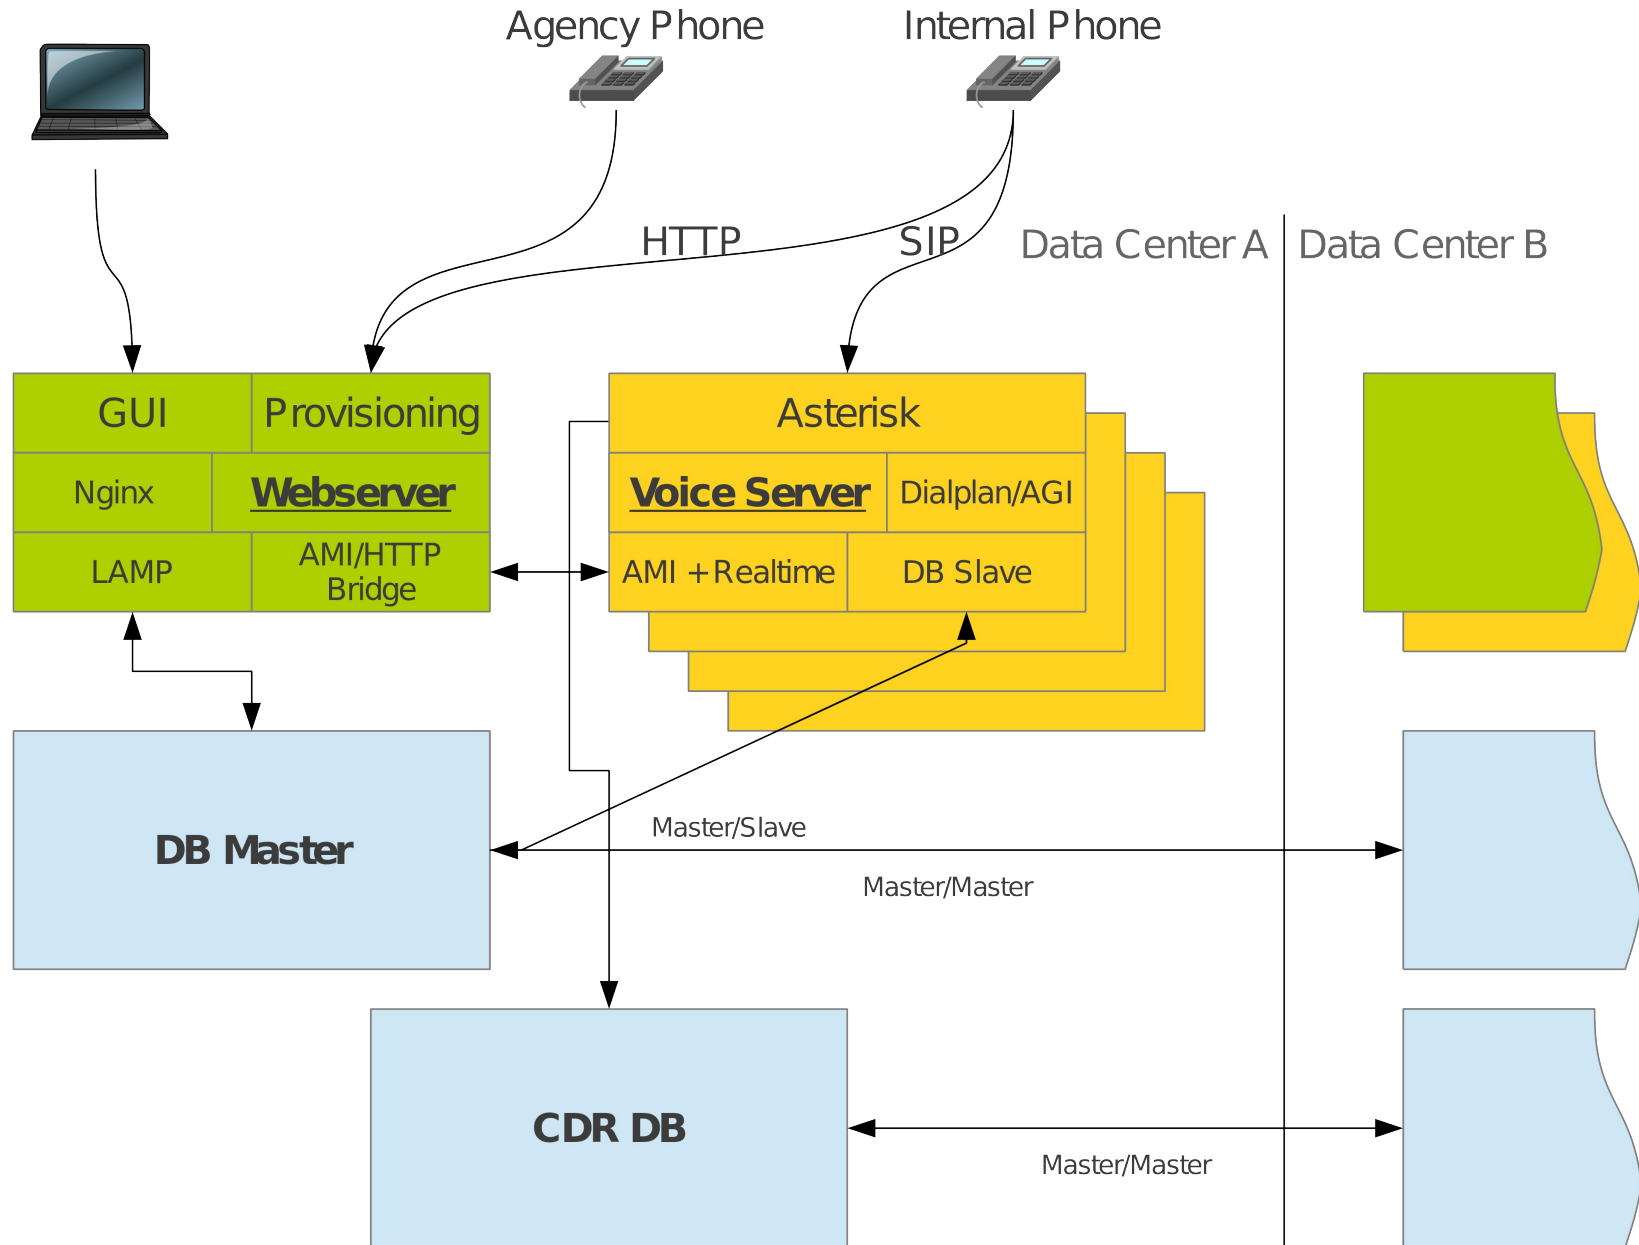 Agency Phone
Internal Phone
HTTP
SIP
Data Center A
Data Center B
GUI
Provisioning
Asterisk
Nginx
Webserver
Voice Server
Dialplan/AGI
LAMP
AMI/HTTP
Bridge
AMI + Realtime
DB Slave
Master/Slave
DB Master
Master/Master
CDR DB
Master/Master